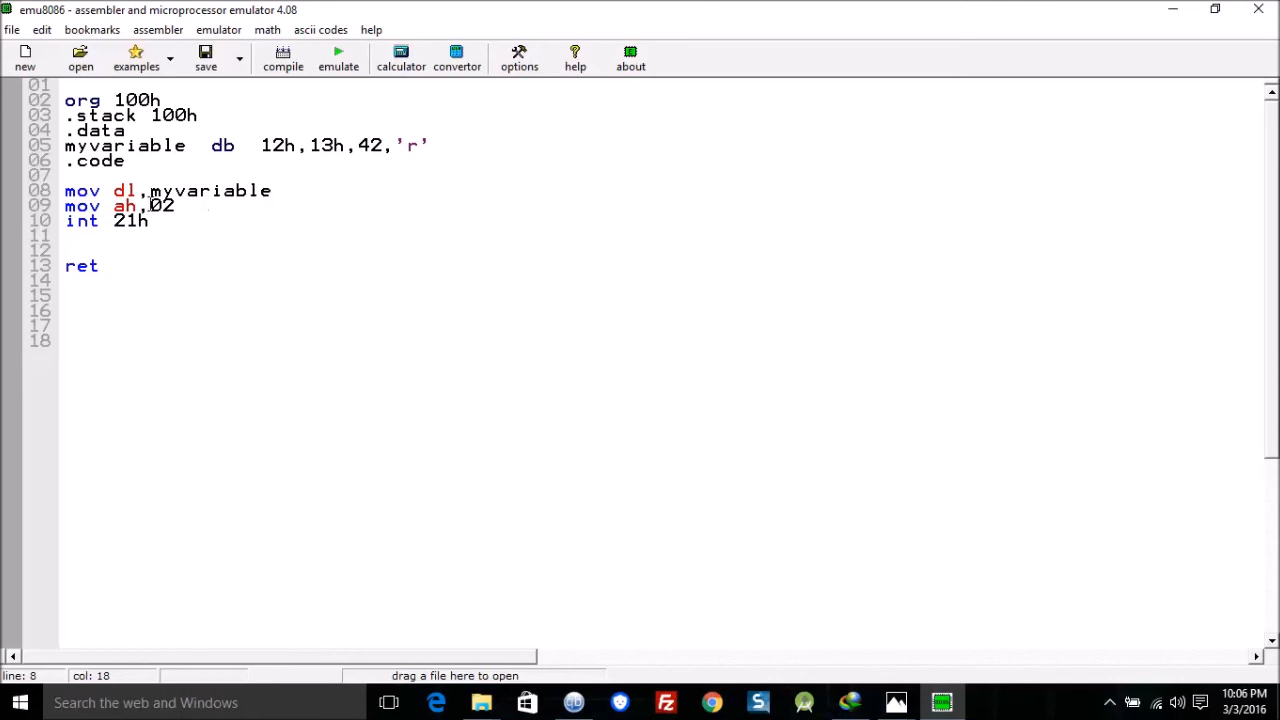 emu8086 - assembler and microprocessor emulator 4.08
file edit bookmarks assembler emulator math ascii codes help
new open examples save compile emulate calculator convertor options help about
01
02 org 100h
03 .stack 100h
04 .data
05 myvariable db 12h,13h,42,'r'
06 .code
07
08 mov dl,myvariable
09 mov ah,02
10 int 21h
11
12
13 ret
14
15
16
17
18
line: 8 col: 18 drag a file here to open
Search the web and Windows
10:06 PM
3/3/2016